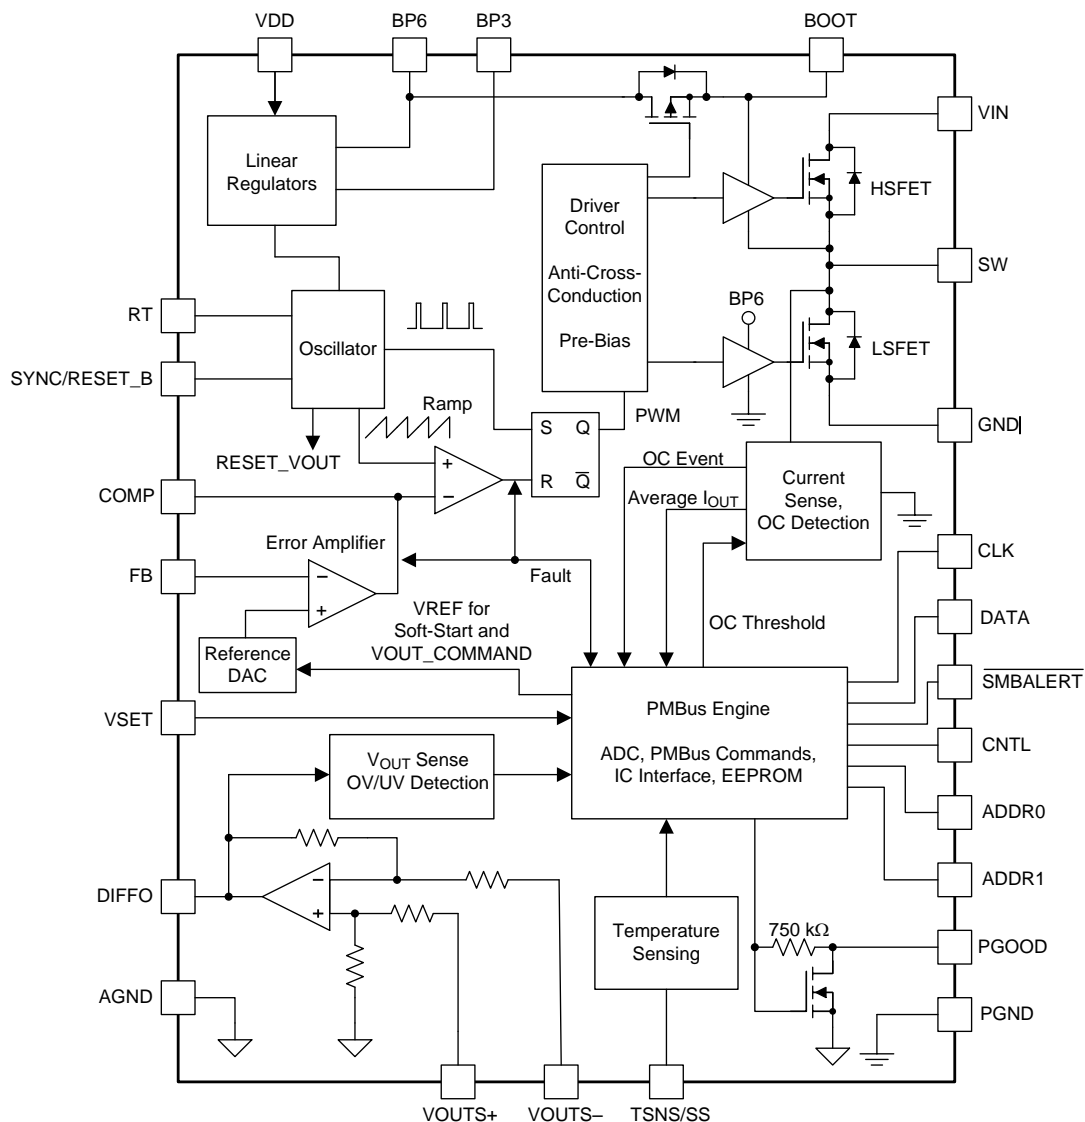 VDD
BP6
BP3
BOOT
VIN
Linear
Regulators
Driver
Control
Anti-Cross-
Conduction
Pre-Bias
HSFET
SW
RT
Oscillator
BP6
LSFET
SYNC/RESET_B
Ramp
PWM
RESET_VOUT
S Q
R Q̅
GND|
COMP
+
−
OC Event
Average IOUT
Current
Sense,
OC Detection
Error Amplifier
CLK
FB
−
+
Fault
VREF for
Soft-Start and
VOUT_COMMAND
OC Threshold
DATA
Reference
DAC
SMBALERT
VSET
PMBus Engine
ADC, PMBus Commands,
IC Interface, EEPROM
CNTL
VOUT Sense
OV/UV Detection
ADDR0
DIFFO
−
+
ADDR1
Temperature
Sensing
750 kΩ
PGOOD
AGND
PGND
VOUTS+
VOUTS−
TSNS/SS